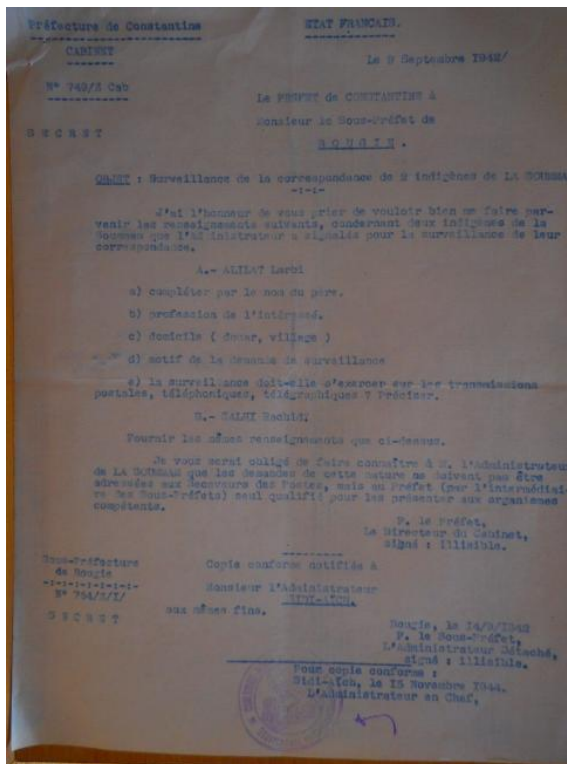 Préfecture de Constantine
ETAT FRANCAIS.
CABINET
Le 9 Septembre 1942/
N° 749/S Cab
Le PREFET de CONSTANTINE à
Monsieur le Sous-Préfet de
SECRET
BOUGIE.
OBJET : Surveillance de la correspondance de 2 indigènes de LA SOUMMAM
-:-:-
J'ai l'honneur de vous prier de vouloir bien me faire par-
venir les renseignements suivants, concernant deux indigènes de la
Soummam que l'Administrateur a signalés pour la surveillance de leur
correspondance.
A.- ALILAT Larbi
a) compléter par le nom du père.
b) profession de l'intéressé.
c) domicile ( douar, village )
d) motif de la demande de surveillance
e) la surveillance doit-elle s'exercer sur les transmissions
postales, téléphoniques, télégraphiques ? Préciser.
B.- SALHI Rachid;
Fournir les mêmes renseignements que ci-dessus.
Je vous serai obligé de faire connaître à M. l'Administrateur
de LA SOUMMAM que les demandes de cette nature ne doivent pas être
adressées aux Receveurs des Postes, mais au Préfet (par l'intermédiai-
re des Sous-Préfets) seul qualifié pour les présenter aux organismes
compétents.
P. le Préfet,
Le Directeur du Cabinet,
signé : illisible.
Sous-Préfecture
de Bougie
-:-:-:-:-:-:-:-
N° 764/S/I/
SECRET
Copie conforme notifiée à
Monsieur l'Administrateur
SIDI-AÏCH.
aux mêmes fins.
Bougie, le 14/9/1942
P. le Sous-Préfet,
L'Administrateur Détaché,
signé : illisible.
Pour copie conforme :
Sidi-Aïch, le 15 Novembre 1944.
L'Administrateur en Chef,